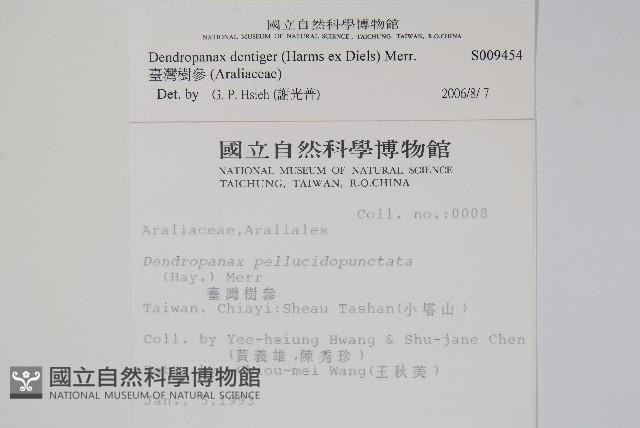 國立自然科學博物館
NATIONAL MUSEUM OF NATURAL SCIENCE, TAICHUNG, TAIWAN, R.O.CHINA
Dendropanax dentiger (Harms ex Diels) Merr. S009454
臺灣樹參 (Araliaceae)
Det. by G. P. Hsieh (謝光普) 2006/8/7
國立自然科學博物館
NATIONAL MUSEUM OF NATURAL SCIENCE
TAICHUNG, TAIWAN, R.O.CHINA
Coll. no.:0008
Araliaceae,Araliales
Dendropanax pellucidopunctata
(Hay.) Merr
臺灣樹參
Taiwan. Chiayi:Sheau Tashan(小塔山)
Coll. by Yee-hsiung Hwang & Shu-jane Chen
(黃義雄,陳秀珍)
Wang(王秋美)
Jan., 5,1993
國立自然科學博物館
NATIONAL MUSEUM OF NATURAL SCIENCE